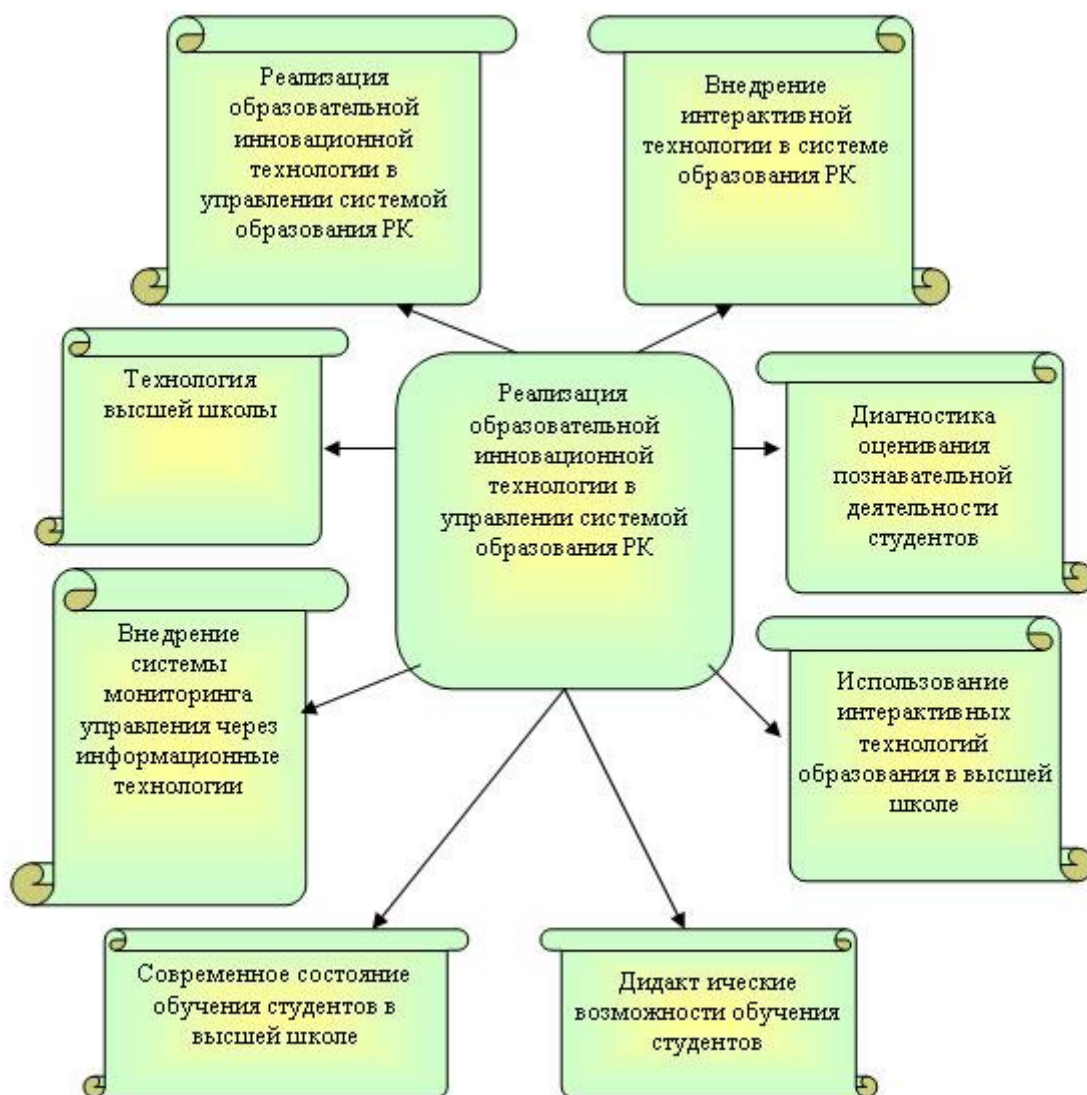 Реализация
образовательной
инновационной
технологии в
управлении системой
образования РК
Внедрение
интерактивной
технологии в системе
образования РК
Технология
высшей школы
Реализация
образовательной
инновационной
технологии в
управлении системой
образования РК
Диагностика
оценивания
познавательной
деятельности
студентов
Внедрение
системы
мониторинга
управления через
информационные
технологии
Использование
интерактивных
технологий
образования в высшей
школе
Современное состояние
обучения студентов в
высшей школе
Дидакт ические
возможности обучения
студентов